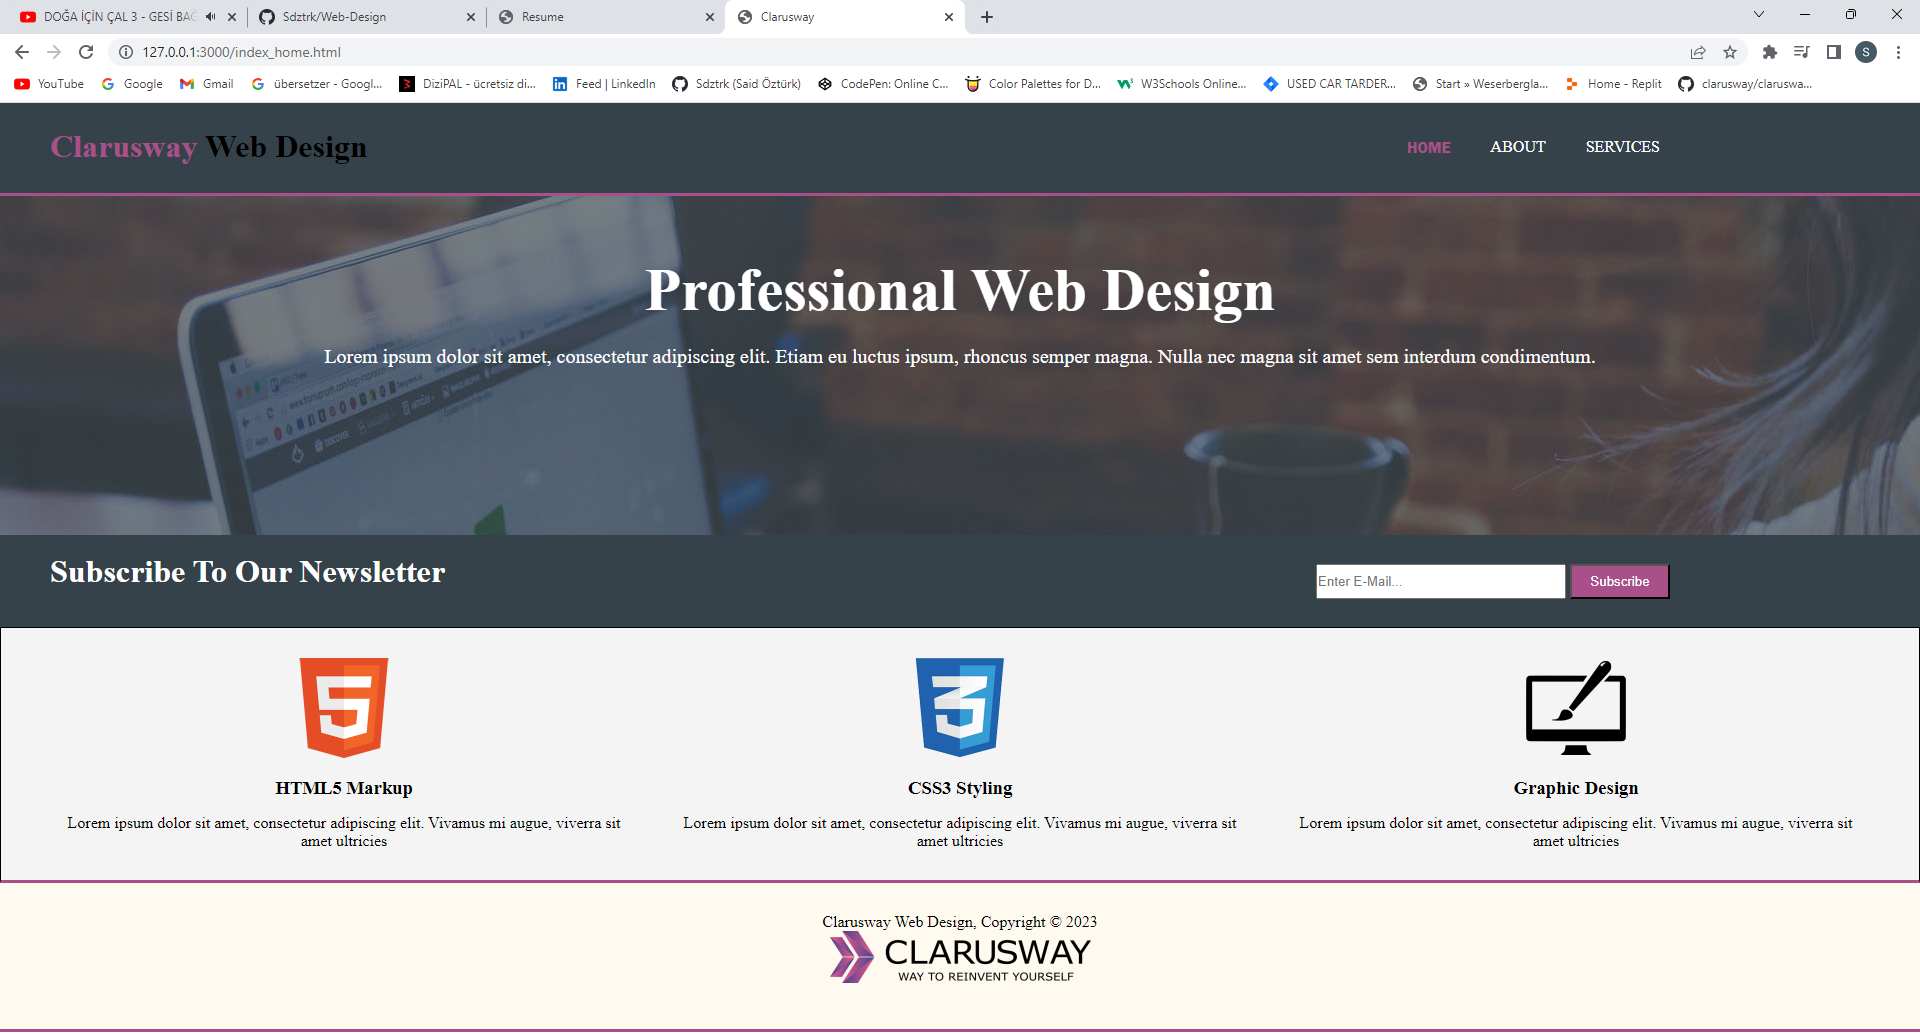 DOĞA İÇİN ÇAL 3 - GESİ BAĞ
Sdztrk/Web-Design
Resume
Clarusway
127.0.0.1:3000/index_home.html
S
YouTube
Google
Gmail
übersetzer - Googl...
DiziPAL - ücretsiz di...
Feed | LinkedIn
Sdztrk (Said Öztürk)
CodePen: Online C...
Color Palettes for D...
W3Schools Online...
USED CAR TARDER...
Start » Weserbergla...
Home - Replit
clarusway/claruswa...
Clarusway Web Design
HOME
ABOUT
SERVICES
Professional Web Design
Lorem ipsum dolor sit amet, consectetur adipiscing elit. Etiam eu luctus ipsum, rhoncus semper magna. Nulla nec magna sit amet sem interdum condimentum.
DISCOVER
Subscribe To Our Newsletter
Enter E-Mail...
Subscribe
HTML5 Markup
Lorem ipsum dolor sit amet, consectetur adipiscing elit. Vivamus mi augue, viverra sit
amet ultricies
CSS3 Styling
Lorem ipsum dolor sit amet, consectetur adipiscing elit. Vivamus mi augue, viverra sit
amet ultricies
Graphic Design
Lorem ipsum dolor sit amet, consectetur adipiscing elit. Vivamus mi augue, viverra sit
amet ultricies
Clarusway Web Design, Copyright © 2023
CLARUSWAY
WAY TO REINVENT YOURSELF